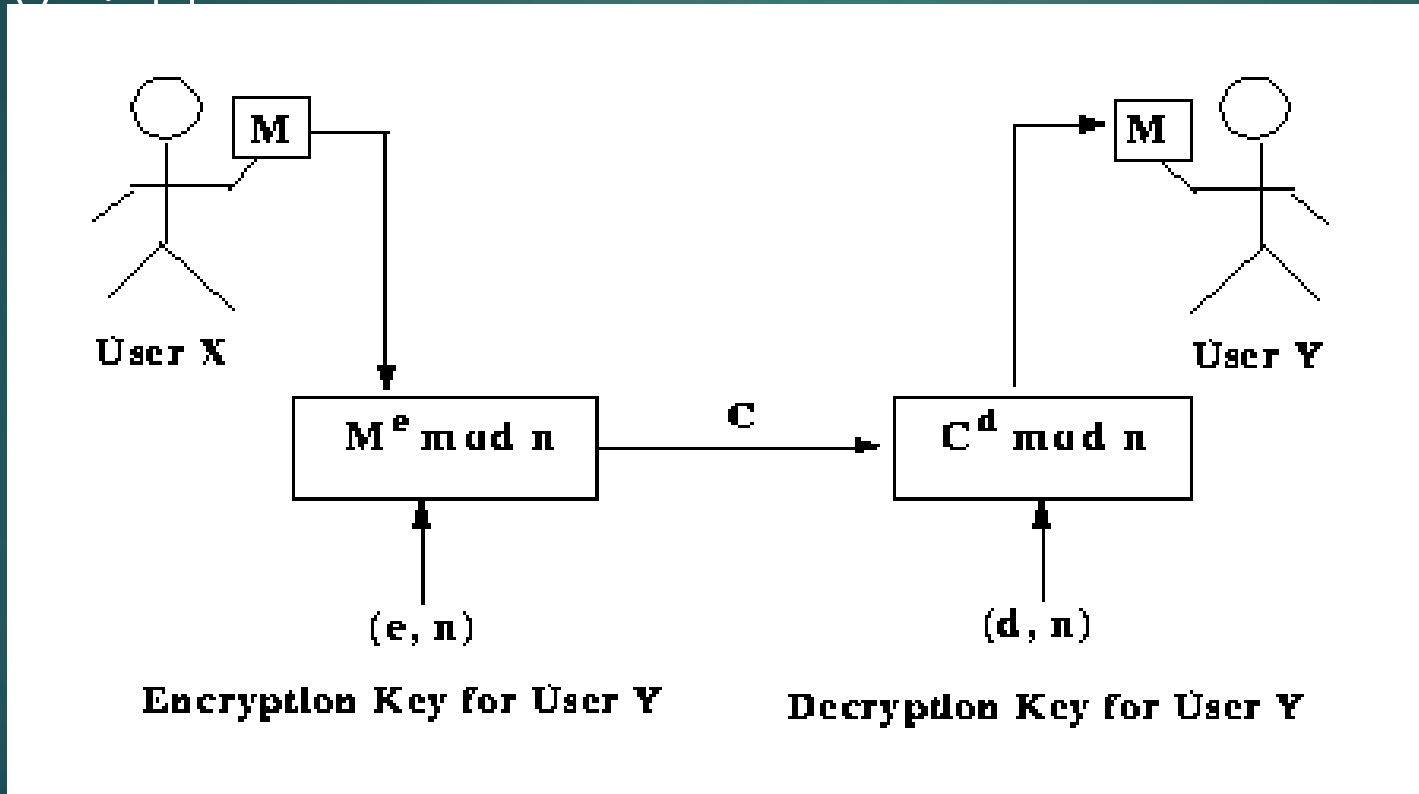 M
M
User X
User Y
M^e mod n
C
C^d mod n
(e, n)
(d, n)
Encryption Key for User Y
Decryption Key for User Y